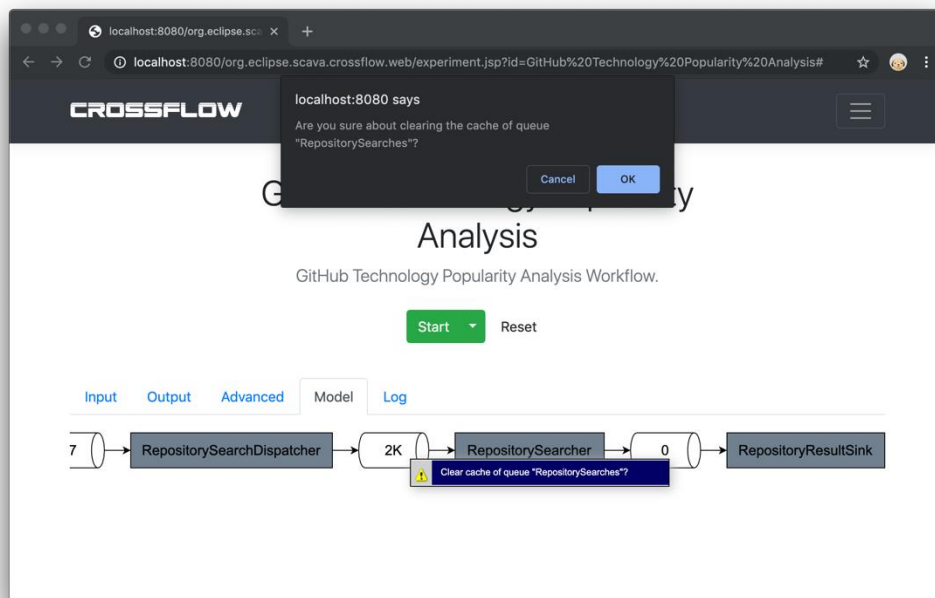 localhost:8080/org.eclipse.sca
localhost:8080/org.eclipse.scava.crossflow.web/experiment.jsp?id=GitHub%20Technology%20Popularity%20Analysis#
CROSSFLOW
localhost:8080 says
Are you sure about clearing the cache of queue
"RepositorySearches"?
Cancel OK
Analysis
GitHub Technology Popularity Analysis Workflow.
Start Reset
Input Output Advanced Model Log
7 RepositorySearchDispatcher 2K RepositorySearcher 0 RepositoryResultSink
Clear cache of queue "RepositorySearches"?